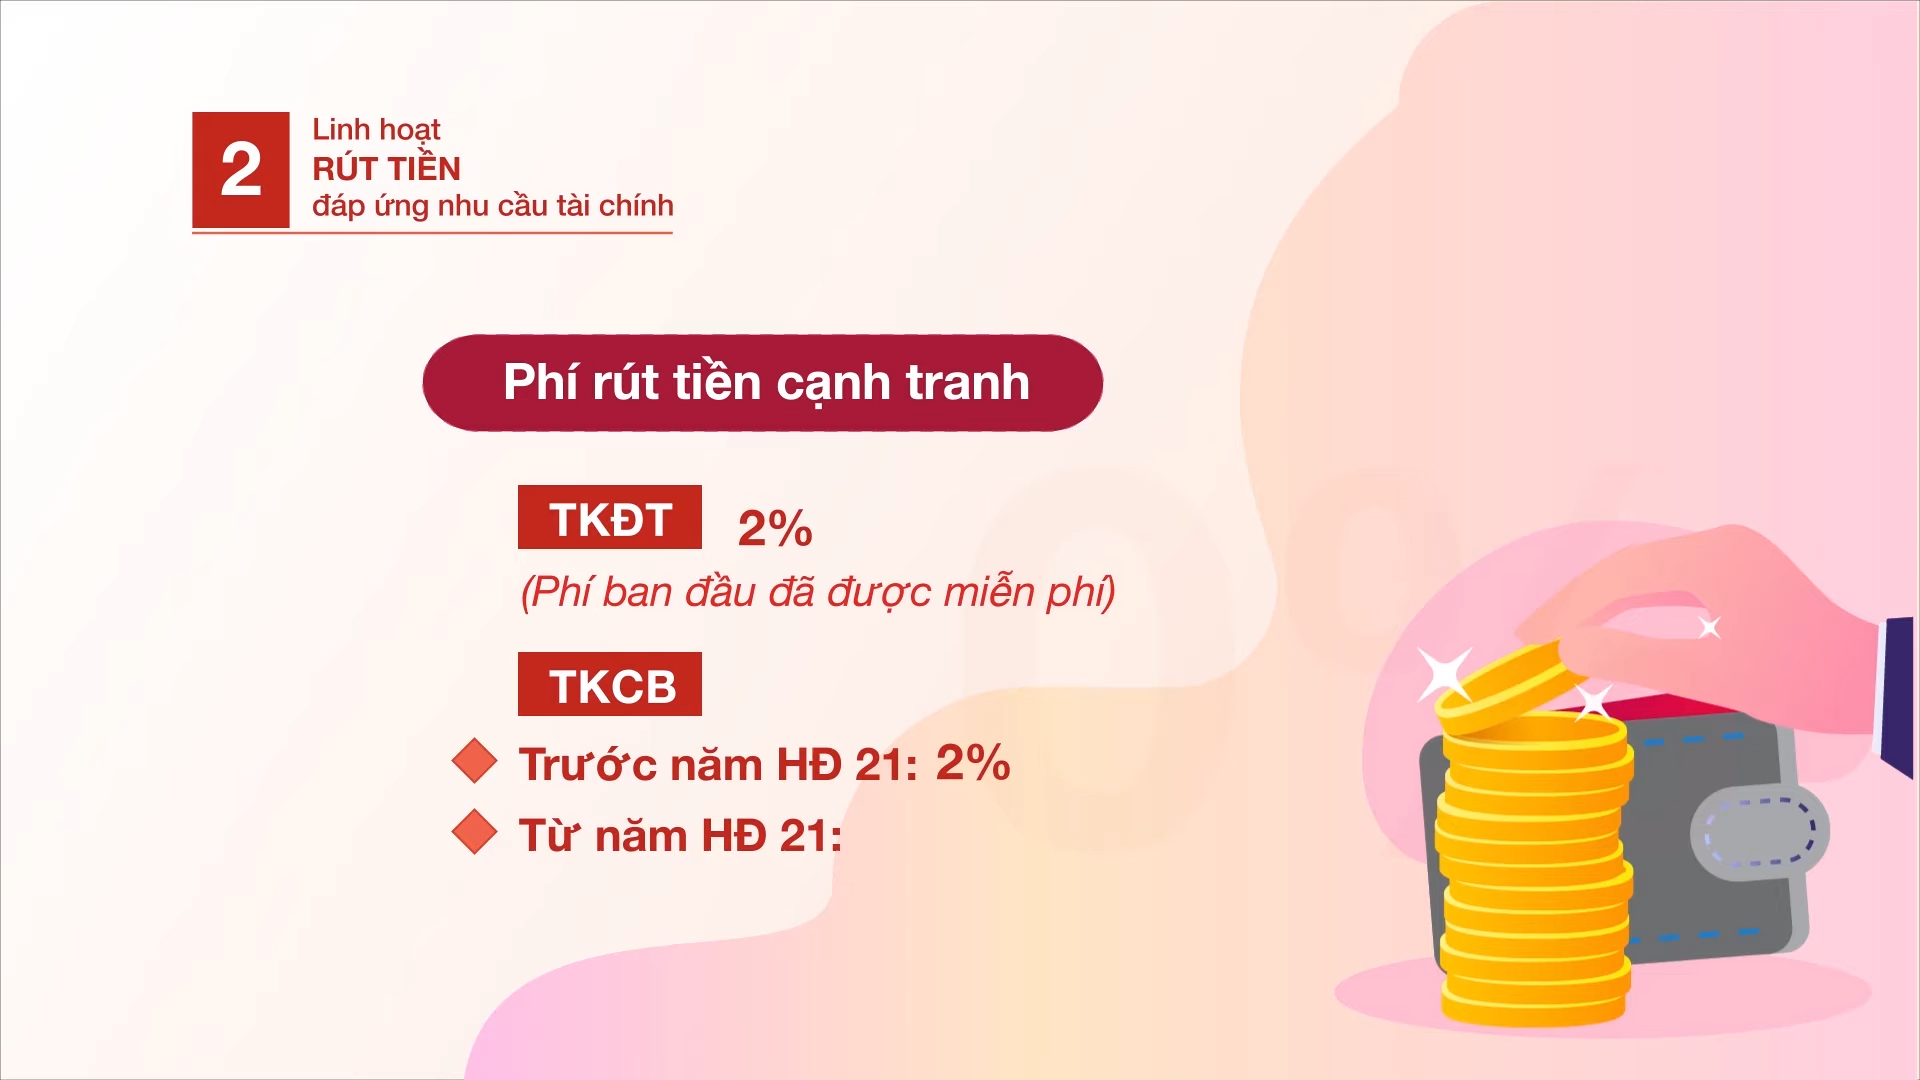 2
Linh hoạt
RÚT TIỀN
đáp ứng nhu cầu tài chính
Phí rút tiền cạnh tranh
TKĐT 2%
(Phí ban đầu đã được miễn phí)
TKCB
Trước năm HĐ 21: 2%
Từ năm HĐ 21: